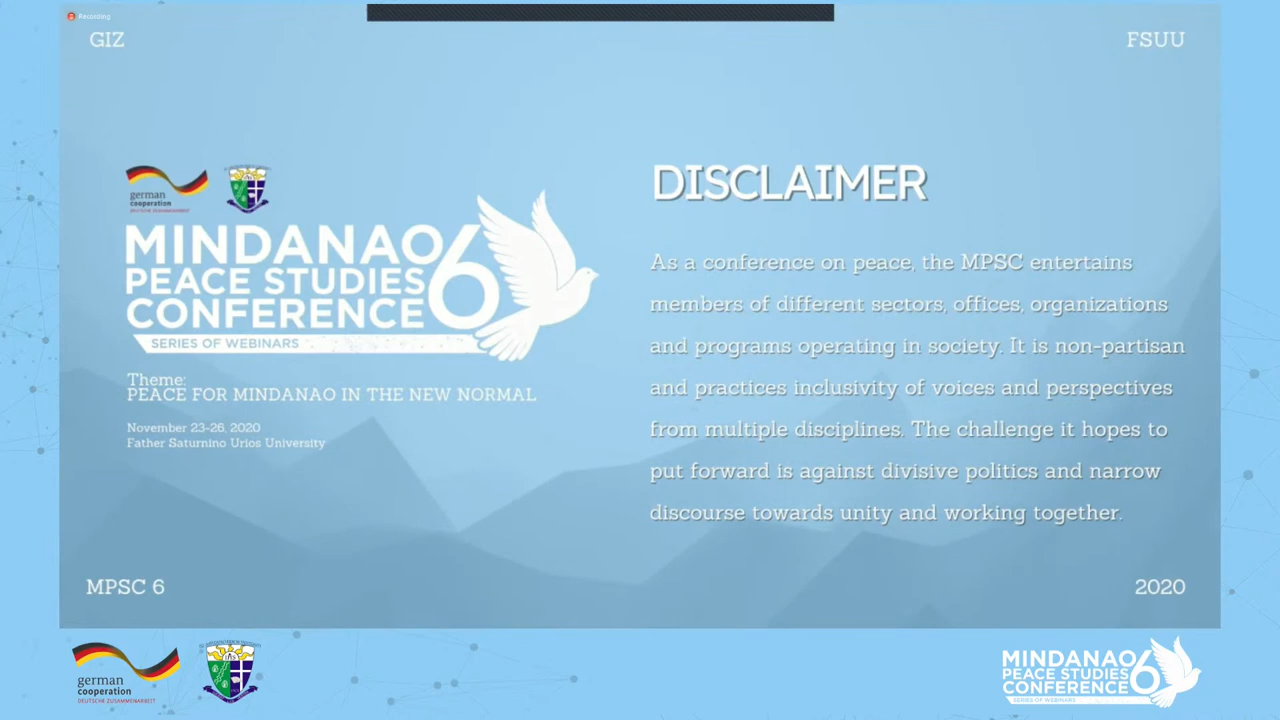 Recording
GIZ
FSUU
german
cooperation
DEUTSCHE ZUSAMMENARBEIT
MINDANAO
PEACE STUDIES
CONFERENCE 6
SERIES OF WEBINARS
Theme:
PEACE FOR MINDANAO IN THE NEW NORMAL
November 23-26, 2020
Father Saturnino Urios University
DISCLAIMER
As a conference on peace, the MPSC entertains
members of different sectors, offices, organizations
and programs operating in society. It is non-partisan
and practices inclusivity of voices and perspectives
from multiple disciplines. The challenge it hopes to
put forward is against divisive politics and narrow
discourse towards unity and working together.
MPSC 6
2020
german
cooperation
DEUTSCHE ZUSAMMENARBEIT
MINDANAO
PEACE STUDIES
CONFERENCE 6
SERIES OF WEBINARS